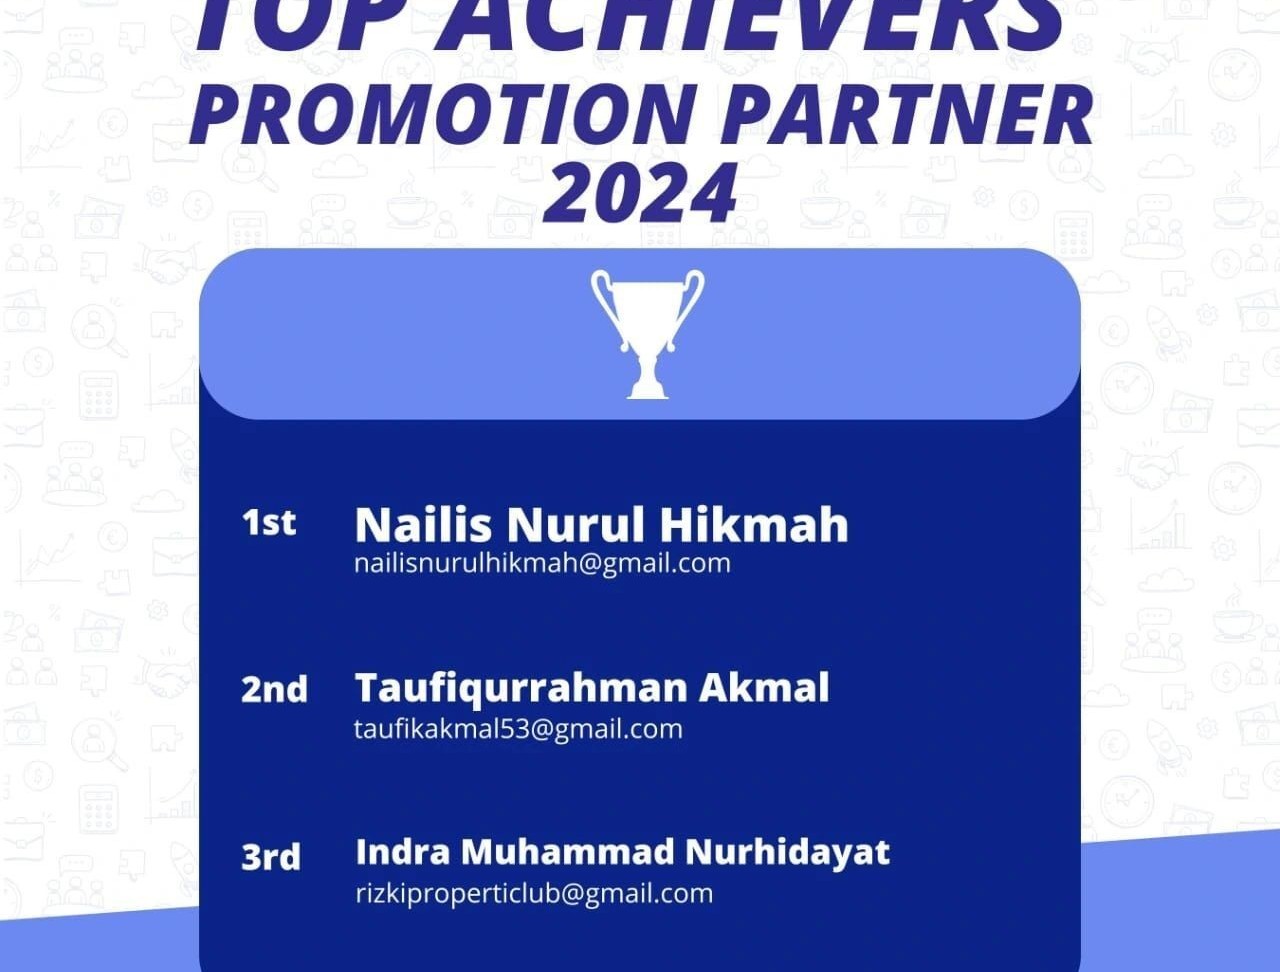 TOP ACHIEVERS
PROMOTION PARTNER
2024
1st
Nailis Nurul Hikmah
nailisnurulhikmah@gmail.com
2nd
Taufiqurrahman Akmal
taufikakmal53@gmail.com
3rd
Indra Muhammad Nurhidayat
rizkiproperticlub@gmail.com